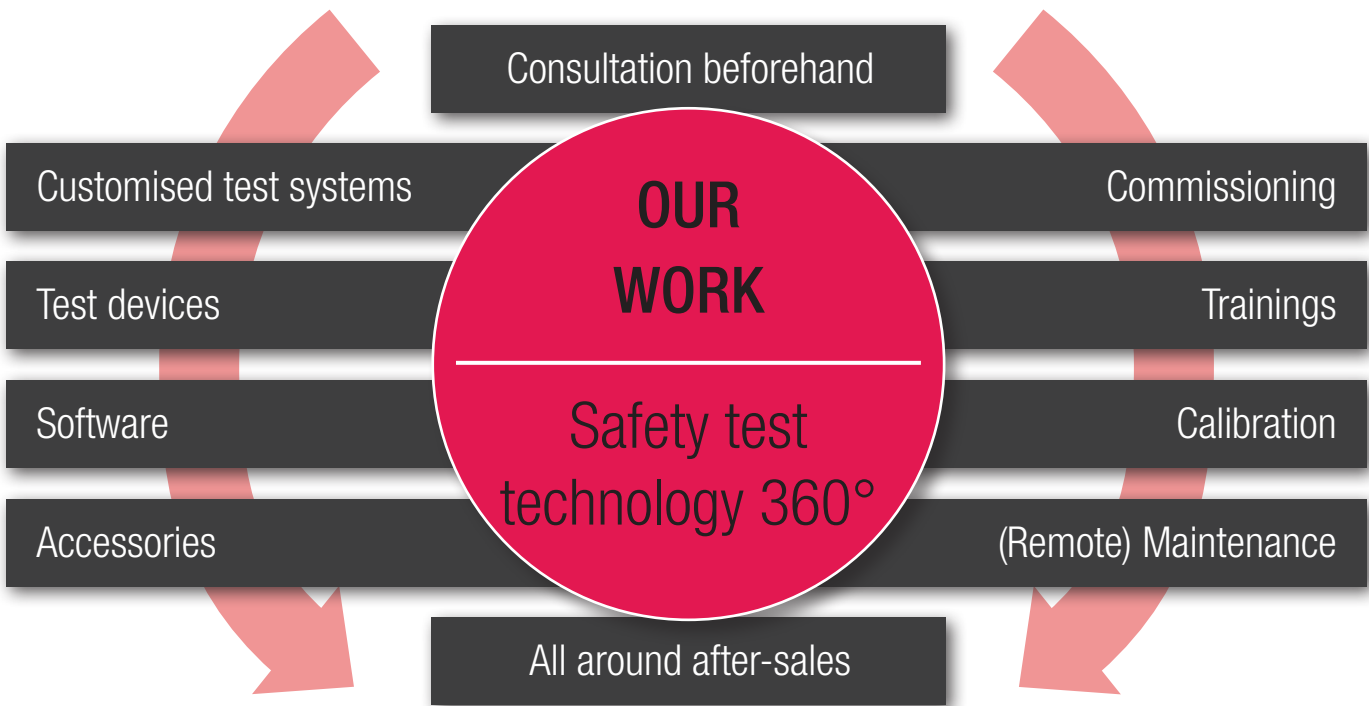 Consultation beforehand
Customised test systems
Commissioning
OUR
WORK
Test devices
Trainings
Software
Calibration
Safety test
technology 360°
Accessories
(Remote) Maintenance
All around after-sales